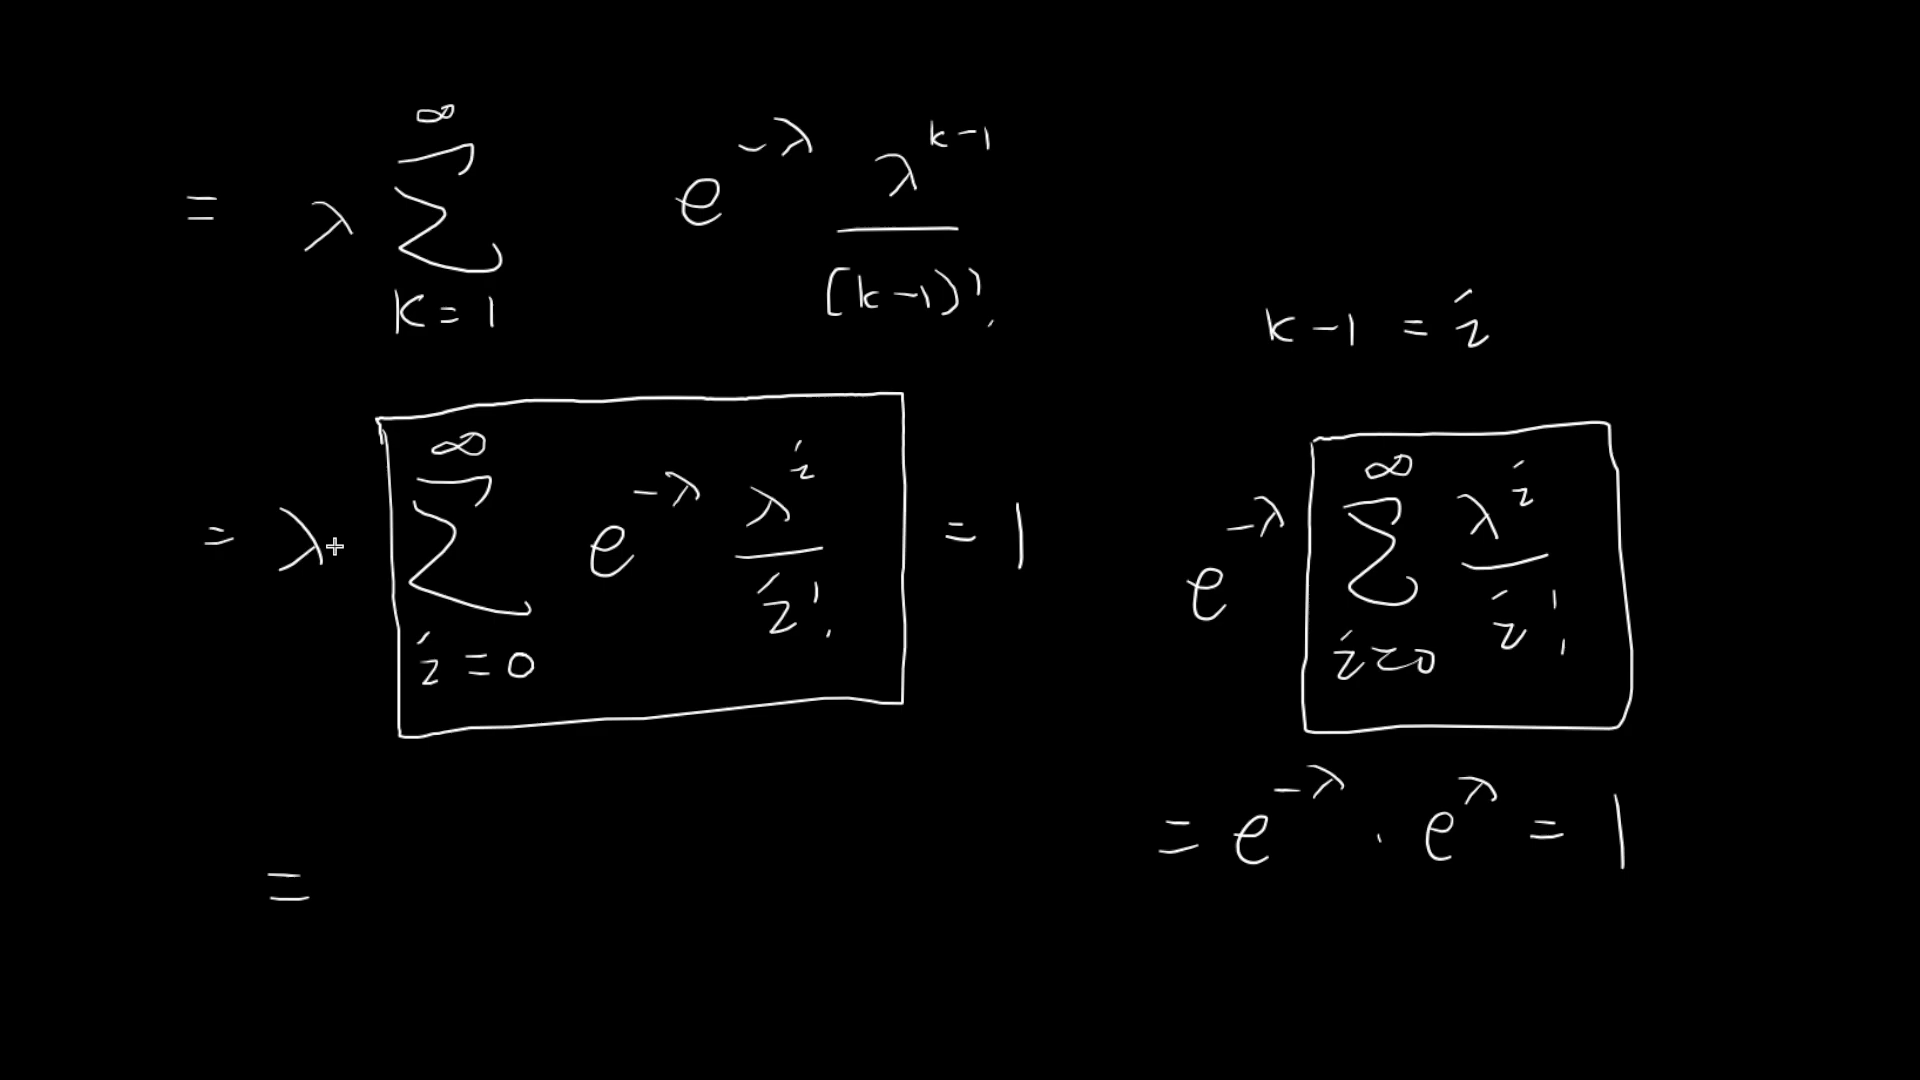 = λ ∑_{k=1}^{∞} e^{-λ} λ^{k-1} / (k-1)!
k-1 = i
= λ ∑_{i=0}^{∞} e^{-λ} λ^{i} / i! = 1
e^{-λ} ∑_{i=0}^{∞} λ^{i} / i!
= e^{-λ} · e^{λ} = 1
=